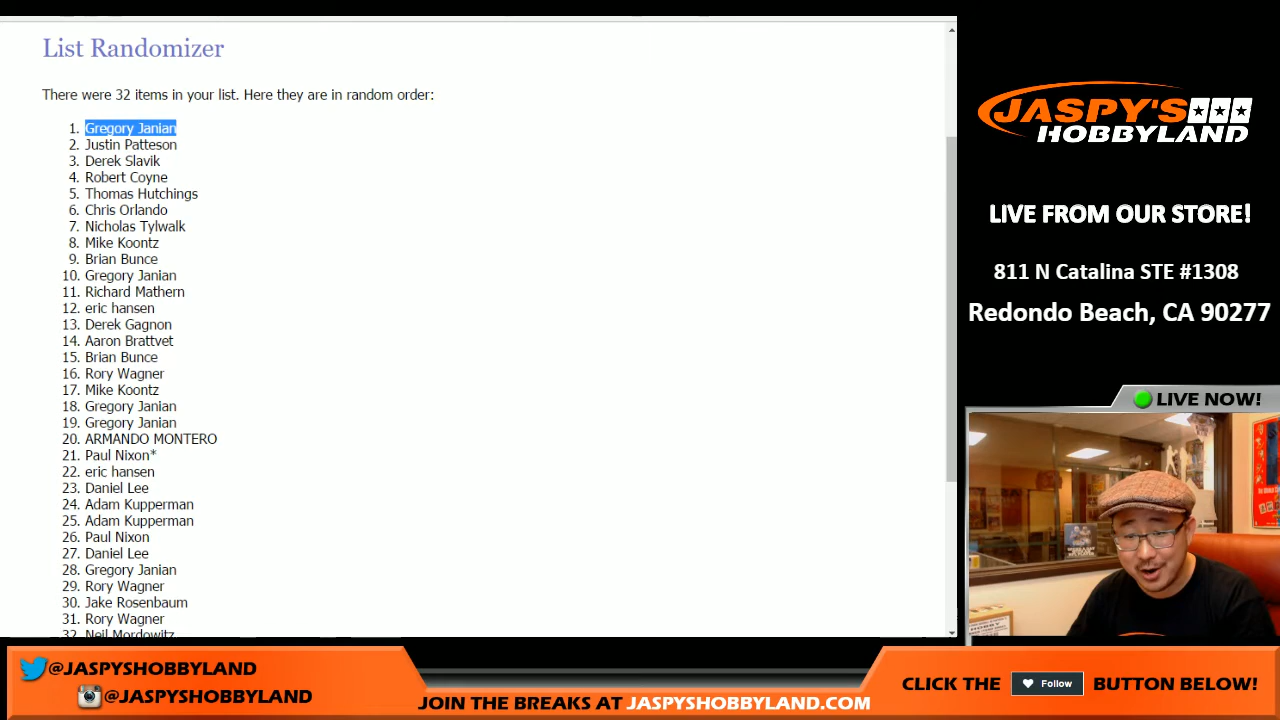 List Randomizer
There were 32 items in your list. Here they are in random order:
1. Gregory Janian
2. Justin Patteson
3. Derek Slavik
4. Robert Coyne
5. Thomas Hutchings
6. Chris Orlando
7. Nicholas Tylwalk
8. Mike Koontz
9. Brian Bunce
10. Gregory Janian
11. Richard Mathern
12. eric hansen
13. Derek Gagnon
14. Aaron Brattvet
15. Brian Bunce
16. Rory Wagner
17. Mike Koontz
18. Gregory Janian
19. Gregory Janian
20. ARMANDO MONTERO
21. Paul Nixon*
22. eric hansen
23. Daniel Lee
24. Adam Kupperman
25. Adam Kupperman
26. Paul Nixon
27. Daniel Lee
28. Gregory Janian
29. Rory Wagner
30. Jake Rosenbaum
31. Rory Wagner
32. Neil Mordowitz
JASPY'S
HOBBYLAND
LIVE FROM OUR STORE!
811 N Catalina STE #1308
Redondo Beach, CA 90277
LIVE NOW!
@JASPYSHOBBYLAND
@JASPYSHOBBYLAND
JOIN THE BREAKS AT JASPYSHOBBYLAND.COM
CLICK THE Follow BUTTON BELOW!